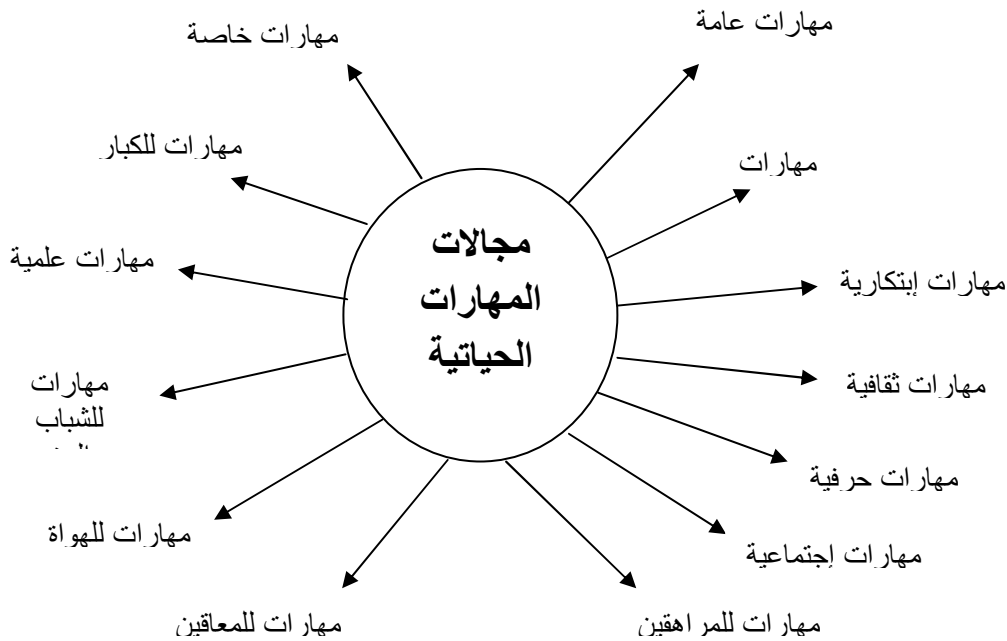 مهارات عامة
مهارات خاصة
مهارات
مهارات للكبار
مجالات
المهارات
الحياتية
مهارات إبتكارية
مهارات علمية
مهارات ثقافية
مهارات
للشباب
مهارات حرفية
مهارات للهواة
مهارات إجتماعية
مهارات للمراهقين
مهارات للمعاقين